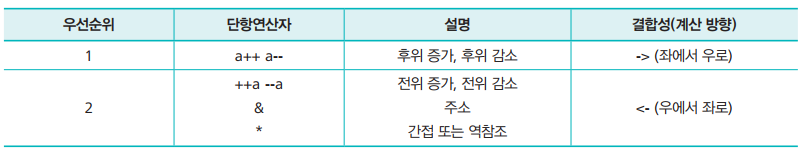 우선순위 단항연산자 설명 결합성(계산 방향)
1 a++ a-- 후위 증가, 후위 감소 -> (좌에서 우로)
++a --a 전위 증가, 전위 감소
2 & 주소 <- (우에서 좌로)
* 간접 또는 역참조